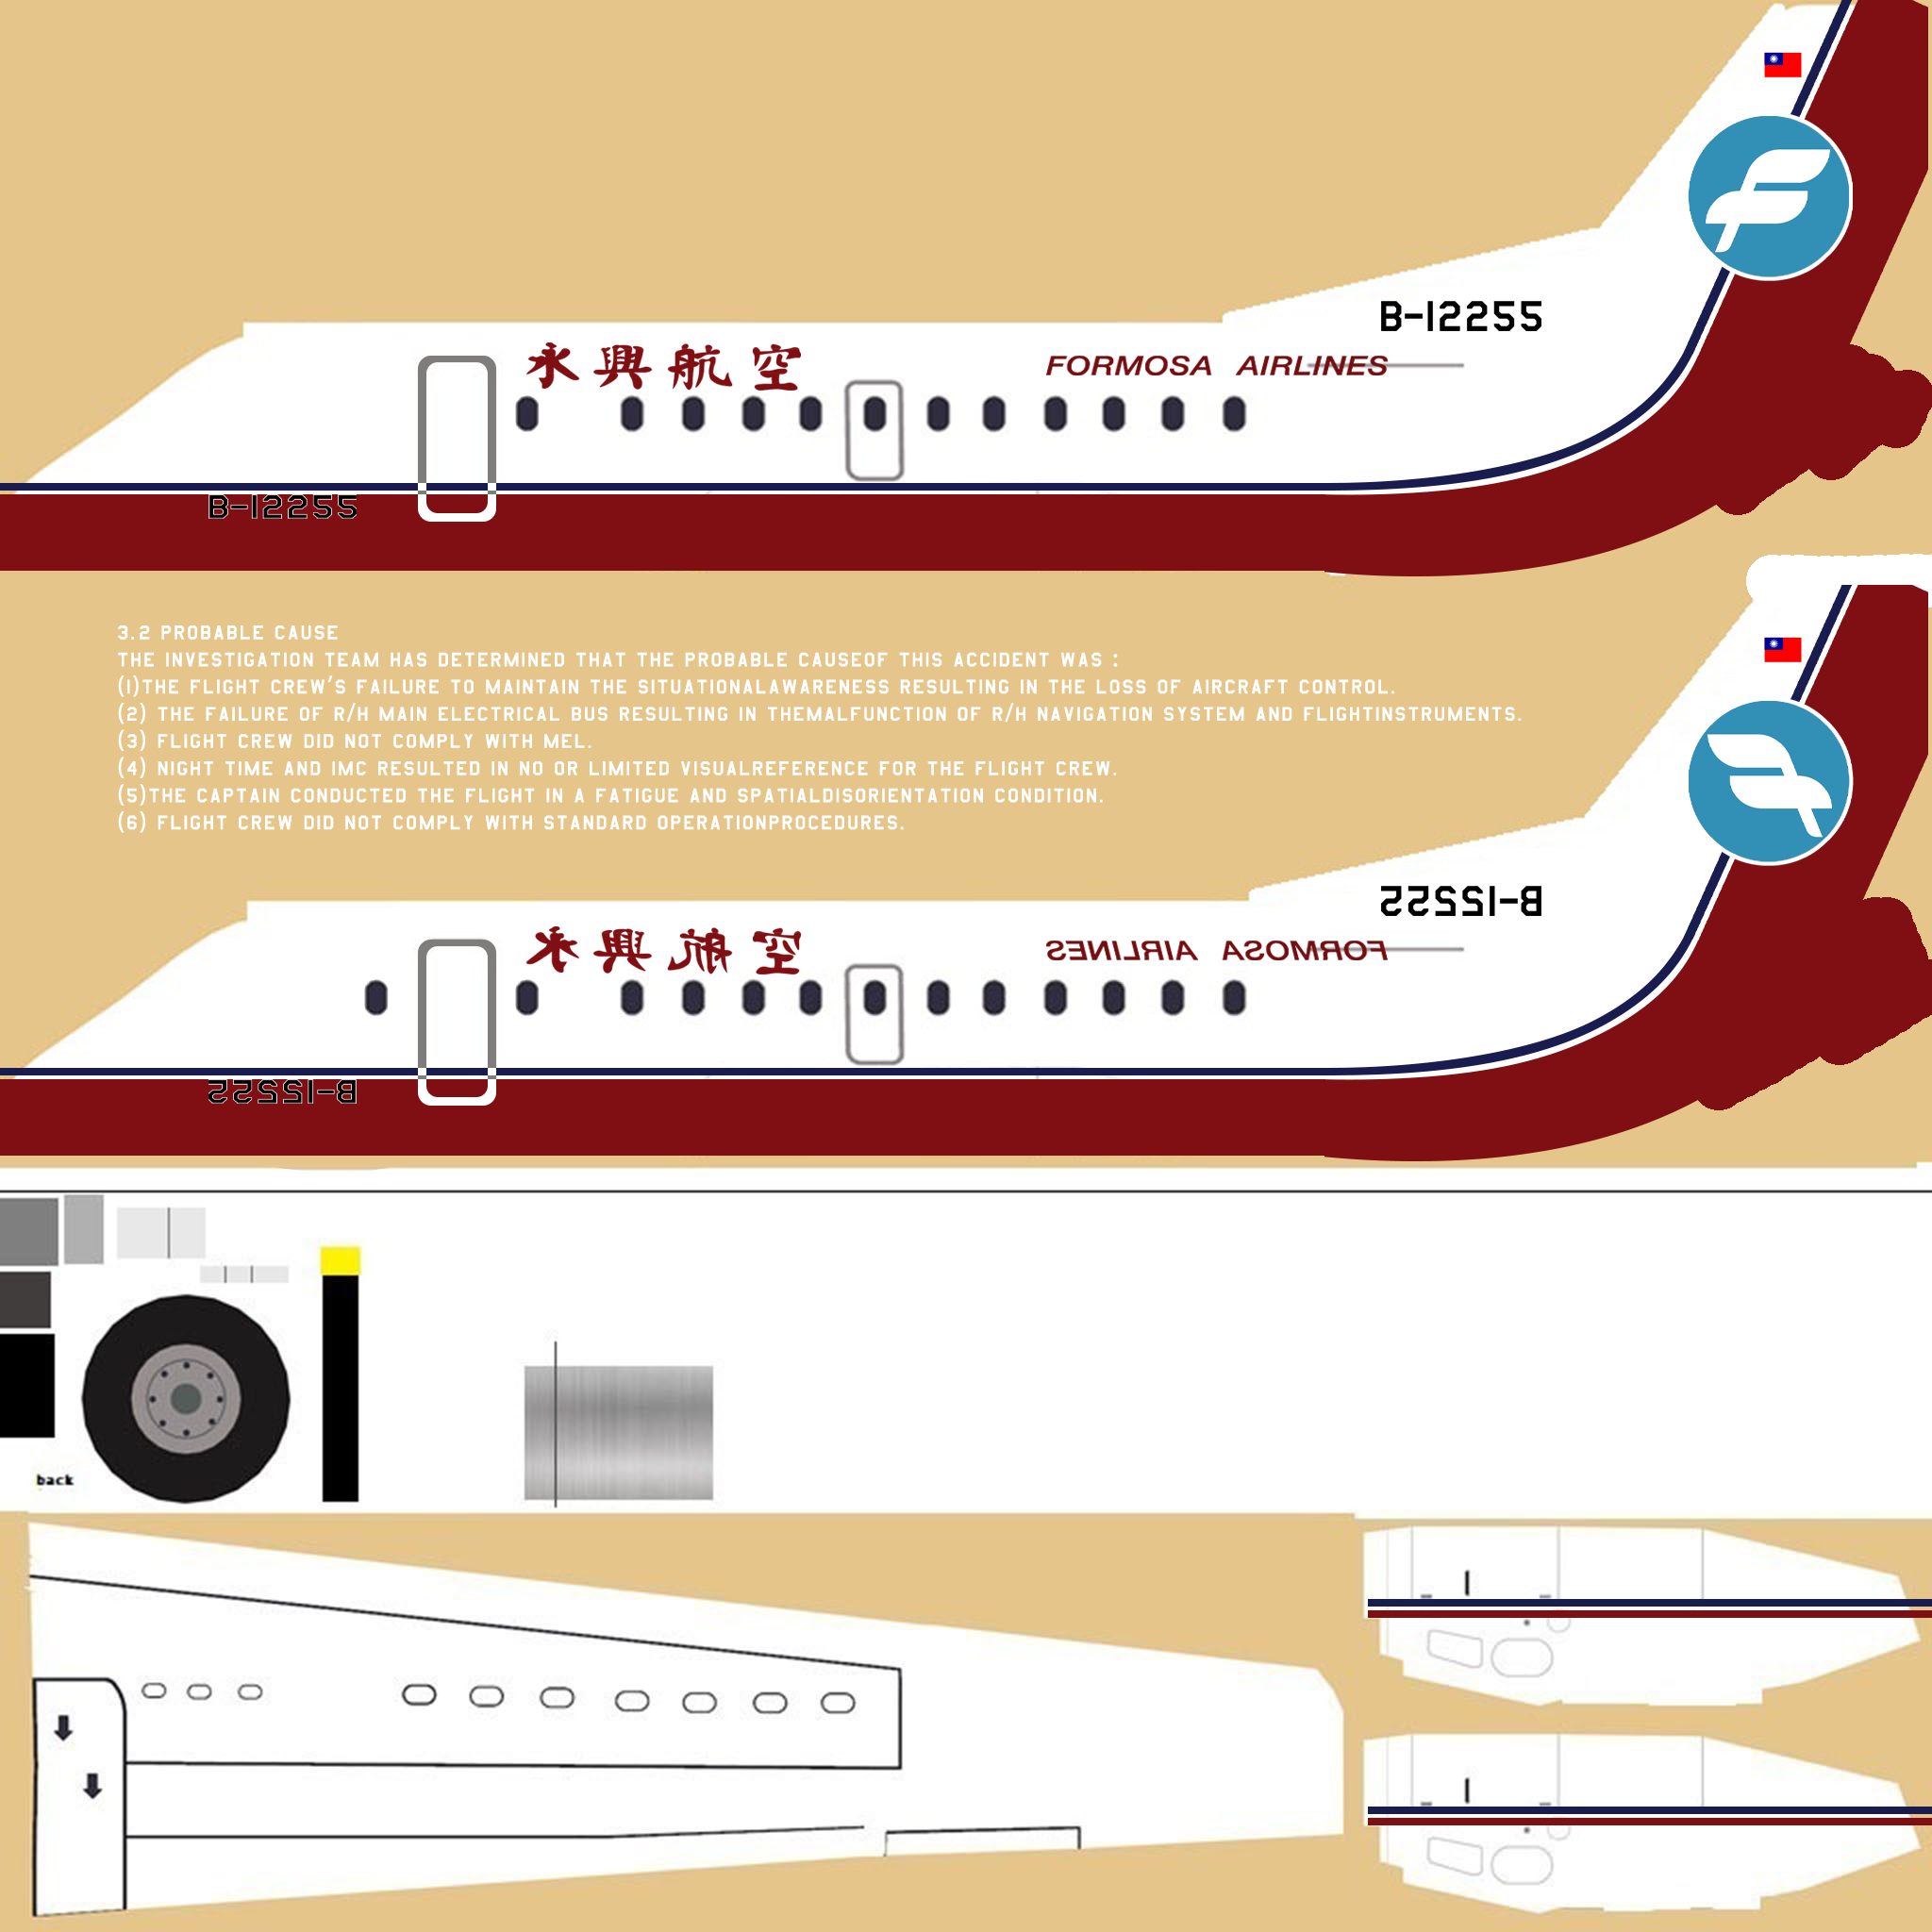 B-12255
永興航空
FORMOSA AIRLINES
B-12255
3.2 PROBABLE CAUSE
THE INVESTIGATION TEAM HAS DETERMINED THAT THE PROBABLE CAUSEOF THIS ACCIDENT WAS :
(1)THE FLIGHT CREW'S FAILURE TO MAINTAIN THE SITUATIONALAWARENESS RESULTING IN THE LOSS OF AIRCRAFT CONTROL.
(2) THE FAILURE OF R/H MAIN ELECTRICAL BUS RESULTING IN THEMALFUNCTION OF R/H NAVIGATION SYSTEM AND FLIGHTINSTRUMENTS.
(3) FLIGHT CREW DID NOT COMPLY WITH MEL.
(4) NIGHT TIME AND IMC RESULTED IN NO OR LIMITED VISUALREFERENCE FOR THE FLIGHT CREW.
(5)THE CAPTAIN CONDUCTED THE FLIGHT IN A FATIGUE AND SPATIALDISORIENTATION CONDITION.
(6) FLIGHT CREW DID NOT COMPLY WITH STANDARD OPERATIONPROCEDURES.
B-12255
永興航空
FORMOSA AIRLINES
B-12255
back